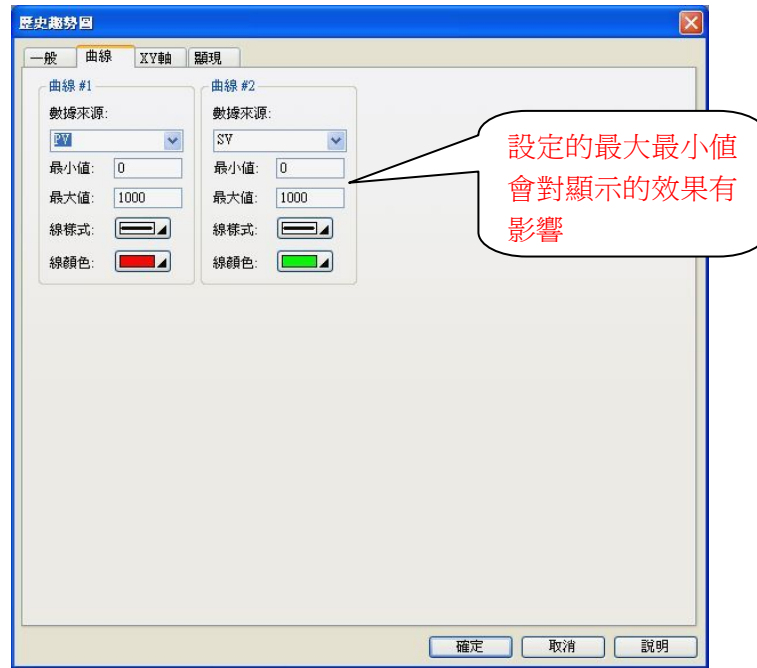 歷史趨勢圖
一般 曲線 XY軸 顯現
曲線 #1
數據來源:
PV
最小值: 0
最大值: 1000
線樣式:
線顏色:
曲線 #2
數據來源:
SV
最小值: 0
最大值: 1000
線樣式:
線顏色:
設定的最大最小值
會對顯示的效果有
影響
確定 取消 說明